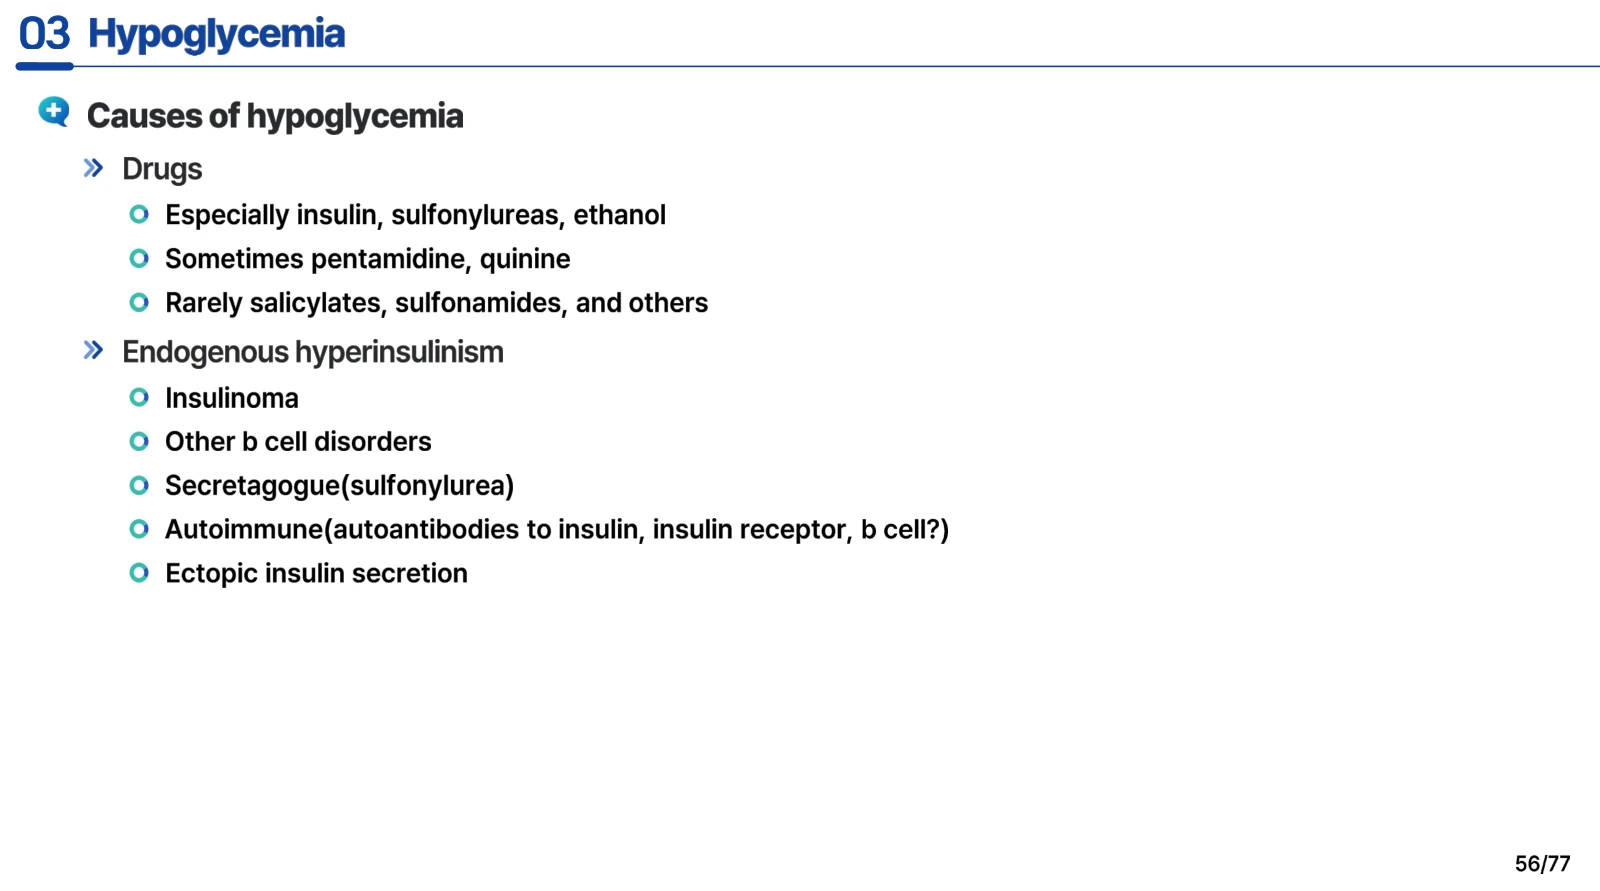 03 Hypoglycemia
Causes of hypoglycemia
Drugs
Especially insulin, sulfonylureas, ethanol
Sometimes pentamidine, quinine
Rarely salicylates, sulfonamides, and others
Endogenous hyperinsulinism
Insulinoma
Other b cell disorders
Secretagogue(sulfonylurea)
Autoimmune(autoantibodies to insulin, insulin receptor, b cell?)
Ectopic insulin secretion
56/77